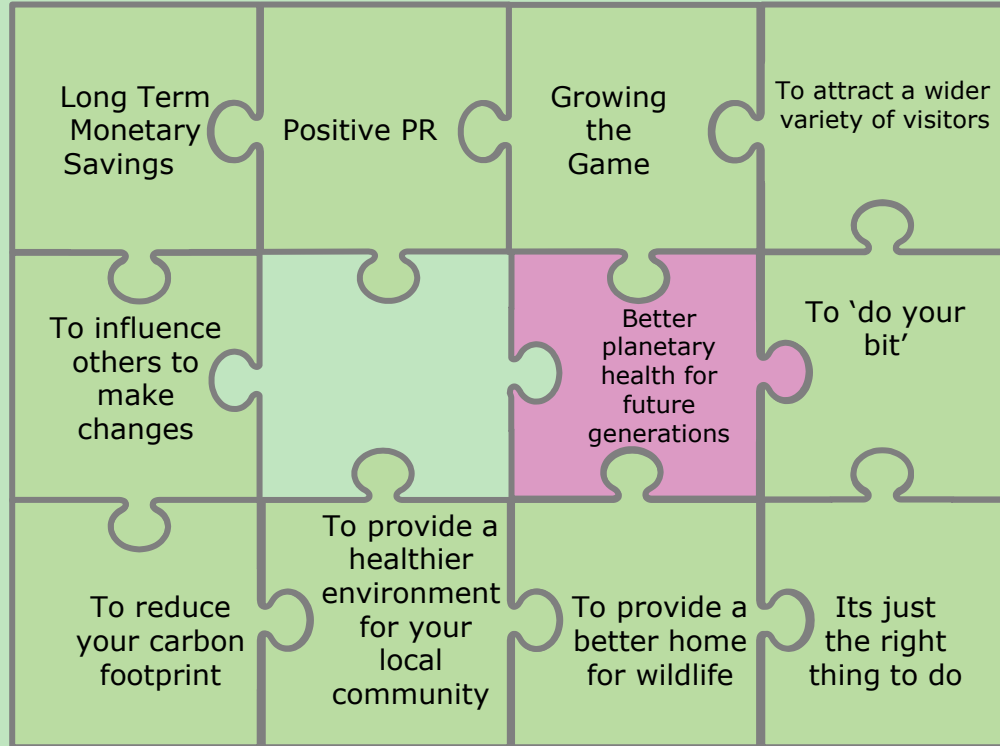 Long Term
Monetary
Savings
Positive PR
Growing
the
Game
To attract a wider
variety of visitors
To influence
others to
make
changes
Better
planetary
health for
future
generations
To ‘do your
bit’
To reduce
your carbon
footprint
To provide a
healthier
environment
for your
local
community
To provide a
better home
for wildlife
Its just
the right
thing to do